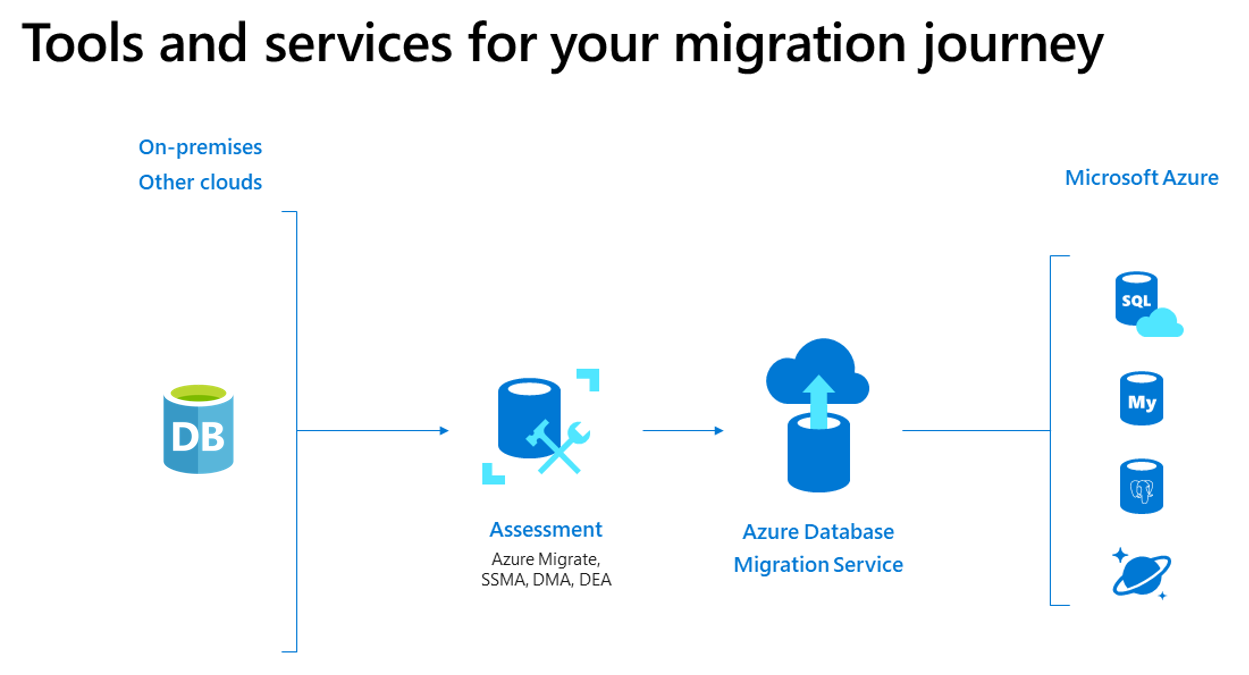 Tools and services for your migration journey
On-premises
Other clouds
Microsoft Azure
SQL
My
DB
Assessment
Azure Migrate,
SSMA, DMA, DEA
Azure Database
Migration Service